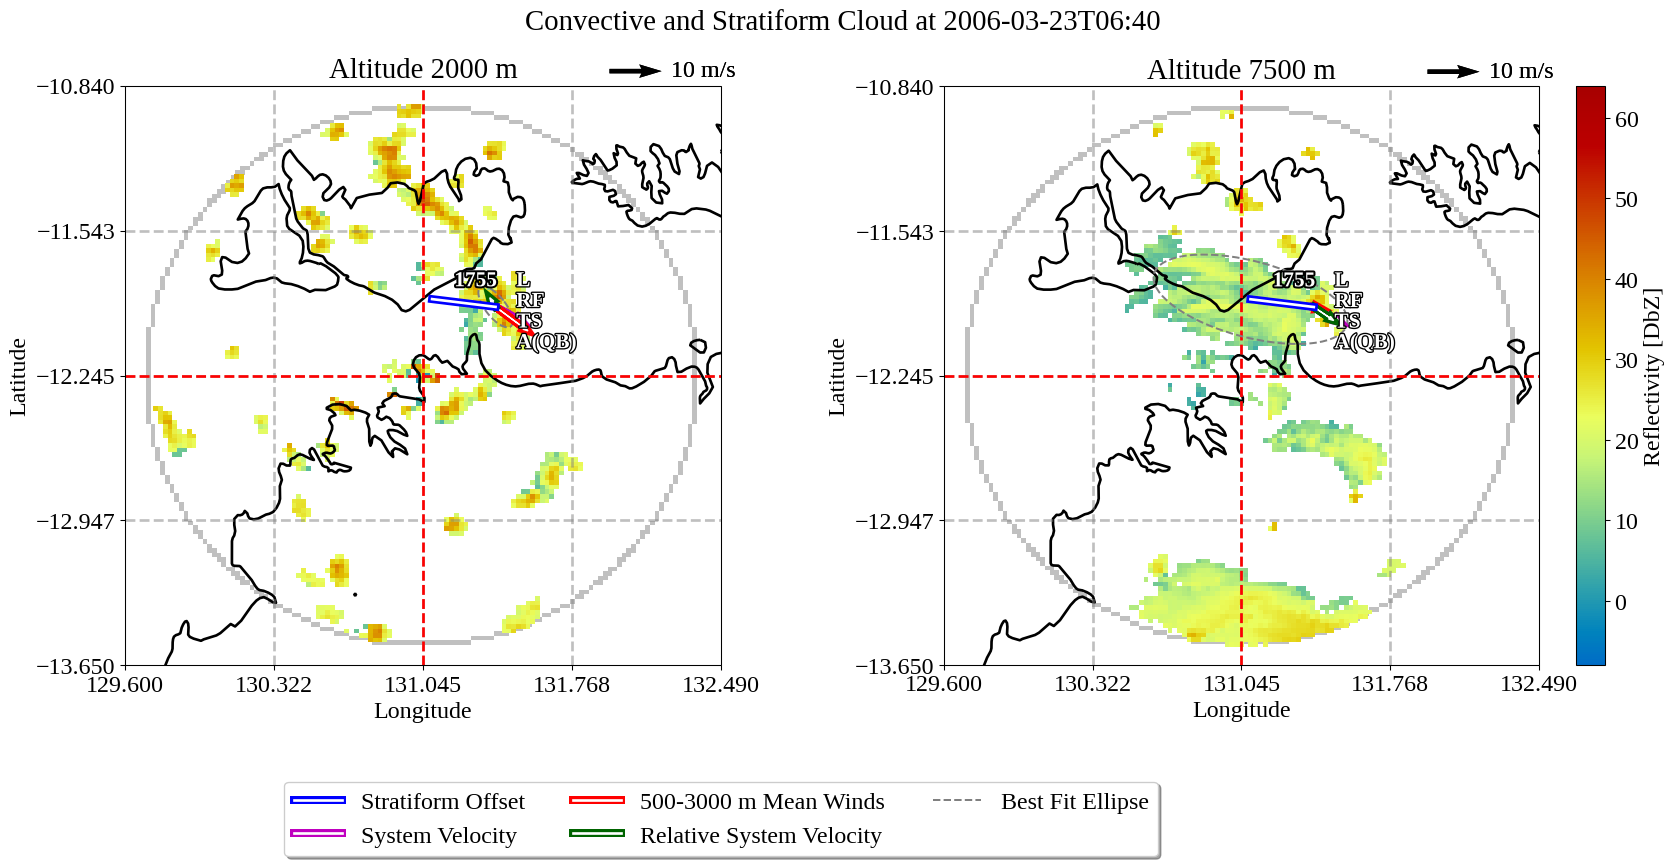 Convective and Stratiform Cloud at 2006-03-23T06:40
Altitude 2000 m
10 m/s
−10.840
−11.543
−12.245
−12.947
−13.650
Latitude
129.600
130.322
131.045
131.768
132.490
Longitude
1755
L
RF
TS
A(QB)
Altitude 7500 m
10 m/s
−10.840
−11.543
−12.245
−12.947
−13.650
Latitude
129.600
130.322
131.045
131.768
132.490
Longitude
1755
L
RF
TS
A(QB)
60
50
40
30
20
10
0
Reflectivity [DbZ]
Stratiform Offset
System Velocity
500-3000 m Mean Winds
Relative System Velocity
Best Fit Ellipse